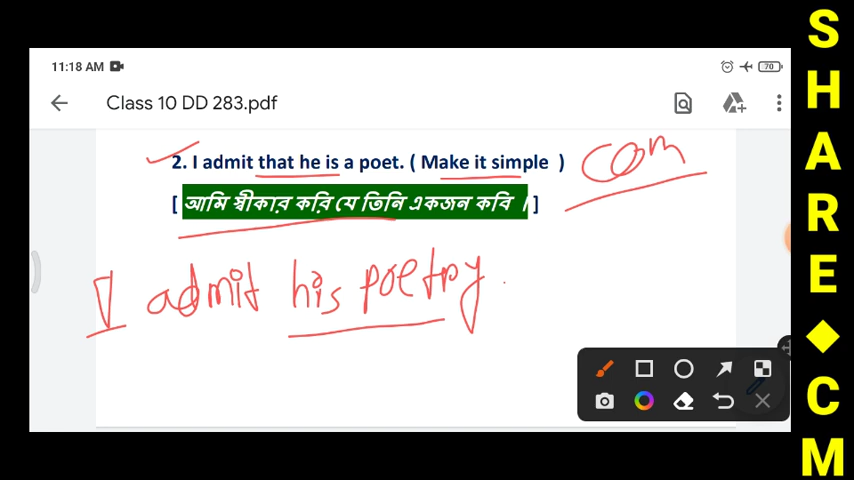 11:18 AM
70
Class 10 DD 283.pdf
2. I admit that he is a poet. ( Make it simple ) Com
[ আমি স্বীকার করি যে তিনি একজন কবি । ]
I admit his poetry
SHARE◆CM